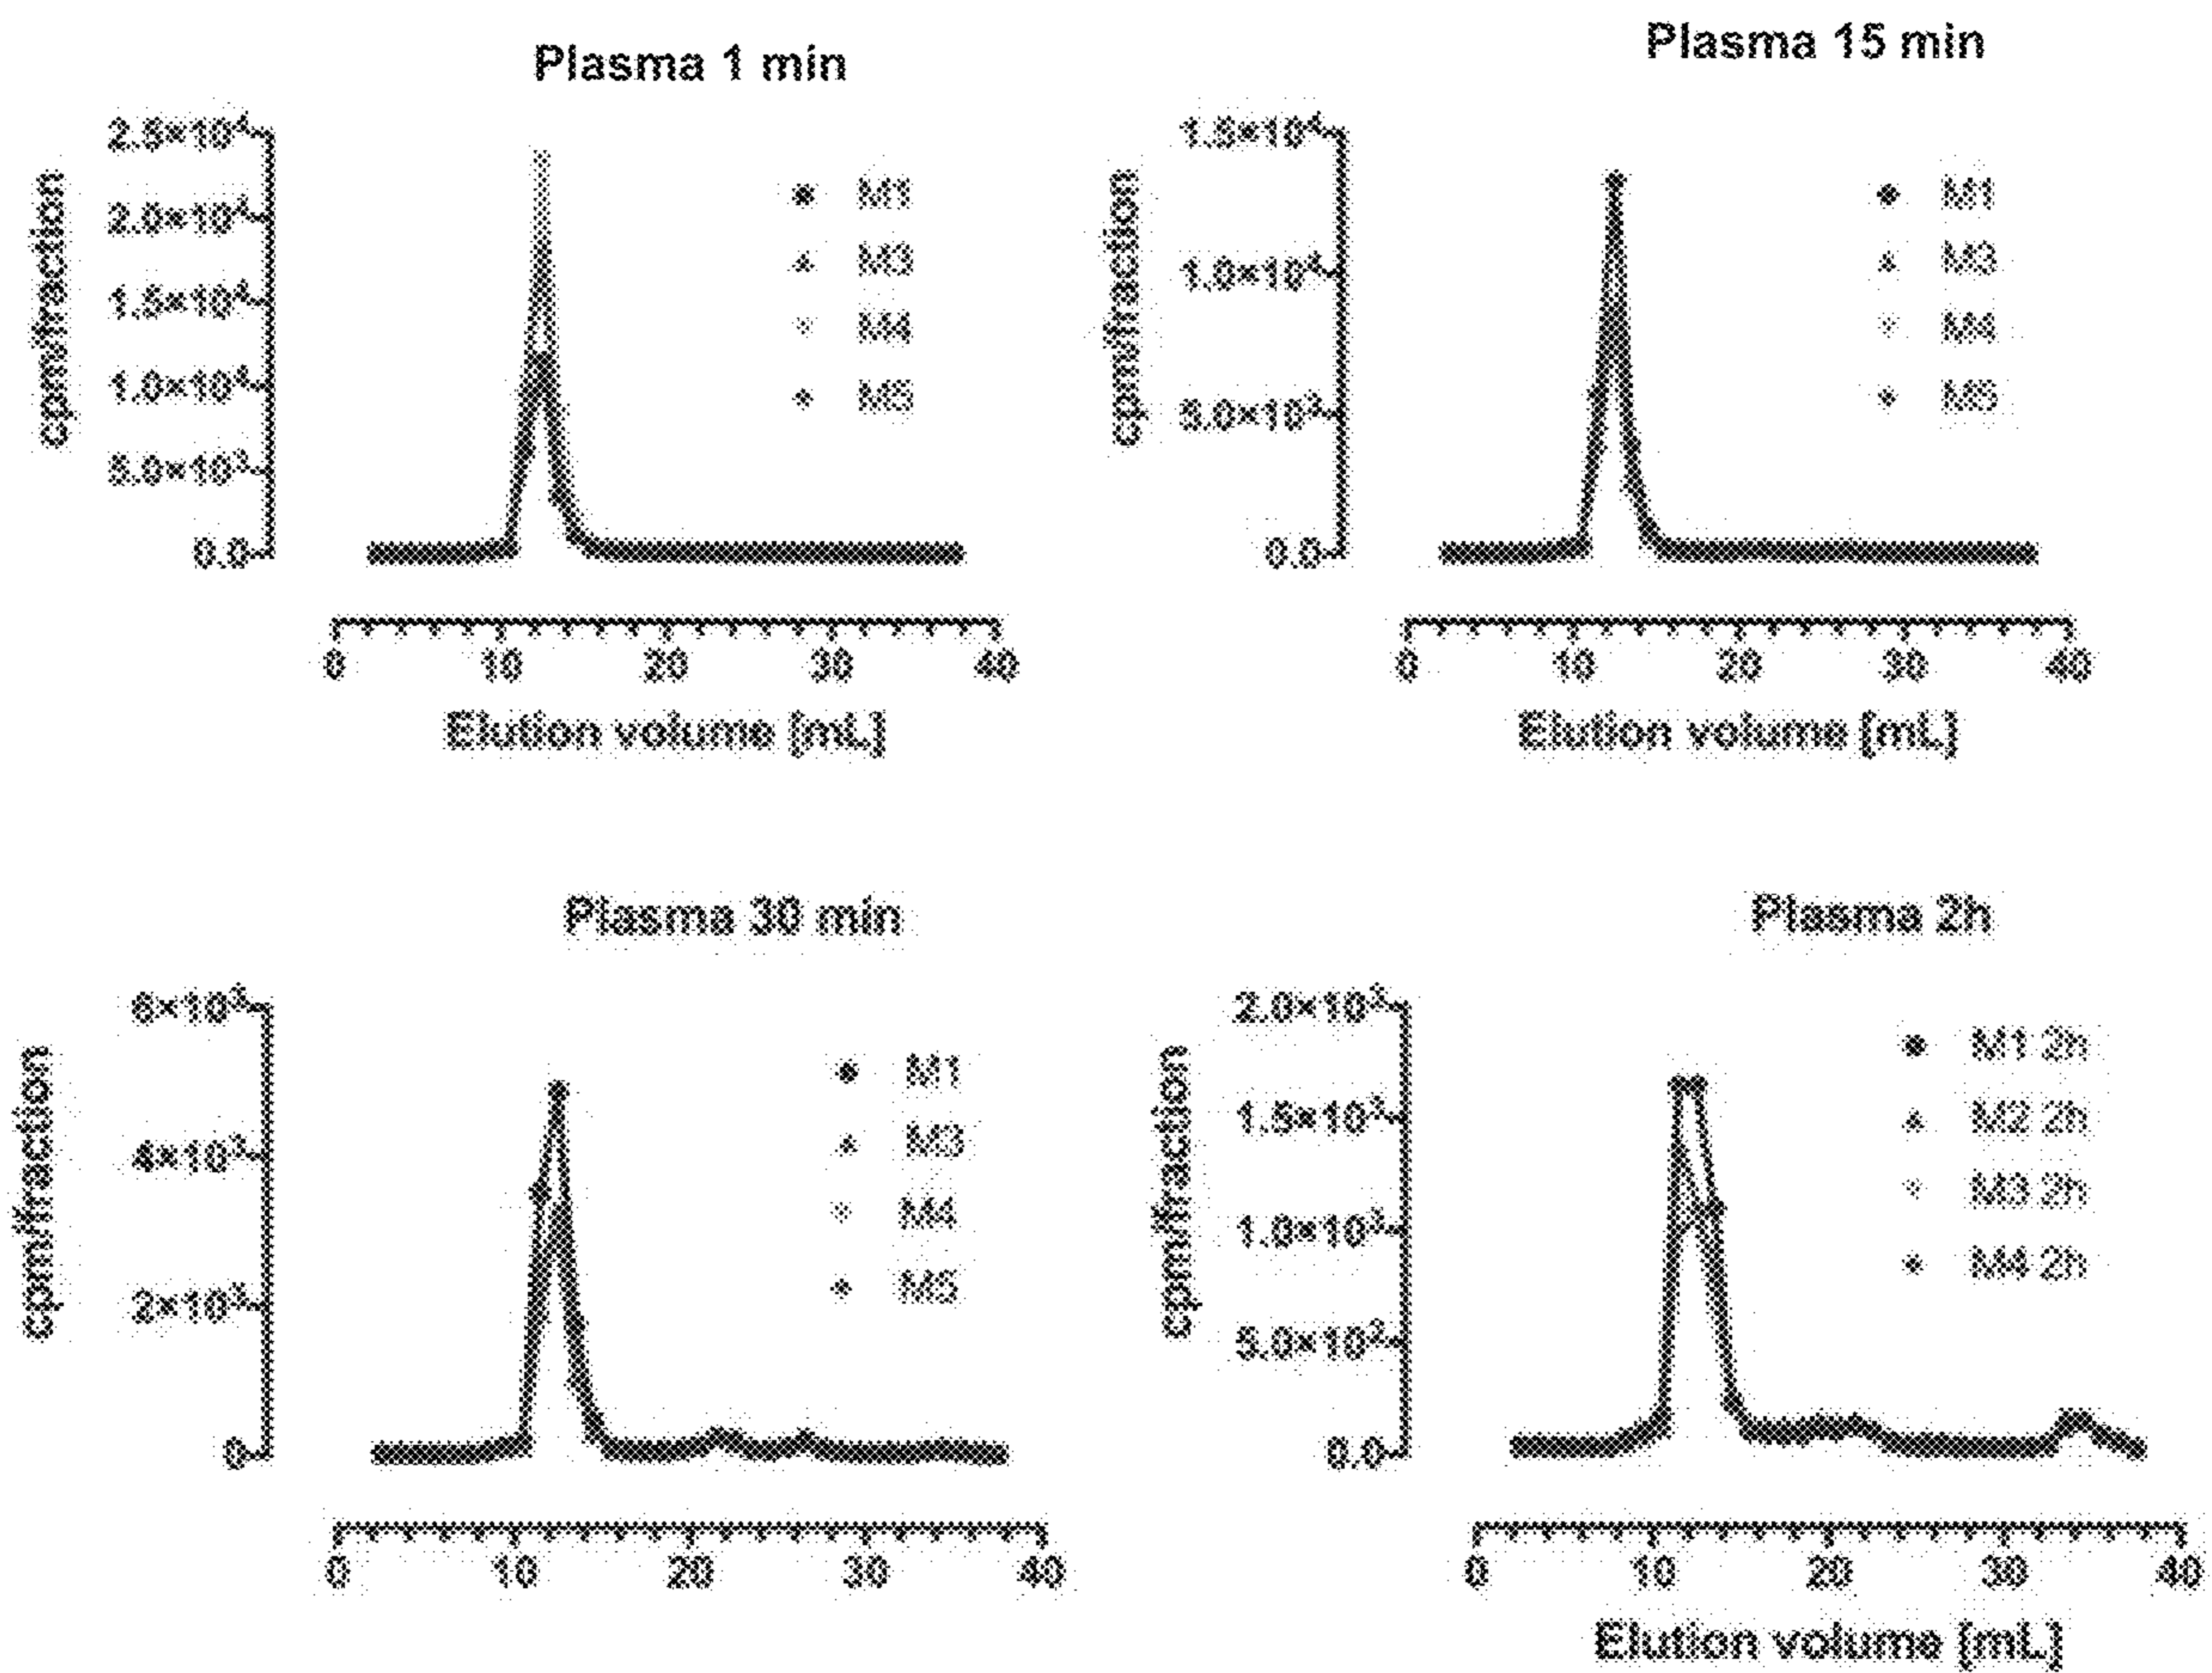 Plasma 1 min
cpm/fraction
2.5×10⁴
2.0×10⁴
1.5×10⁴
1.0×10⁴
5.0×10³
0.0
M1
M3
M4
M5
0 10 20 30 40
Elution volume [mL]
Plasma 15 min
cpm/fraction
1.5×10⁴
1.0×10⁴
5.0×10³
0.0
M1
M3
M4
M5
0 10 20 30 40
Elution volume [mL]
Plasma 30 min
cpm/fraction
6×10³
4×10³
2×10³
0
M1
M3
M4
M5
0 10 20 30 40
Plasma 2h
cpm/fraction
2.0×10³
1.5×10³
1.0×10³
5.0×10²
0.0
M1 2h
M2 2h
M3 2h
M4 2h
0 10 20 30 40
Elution volume [mL]